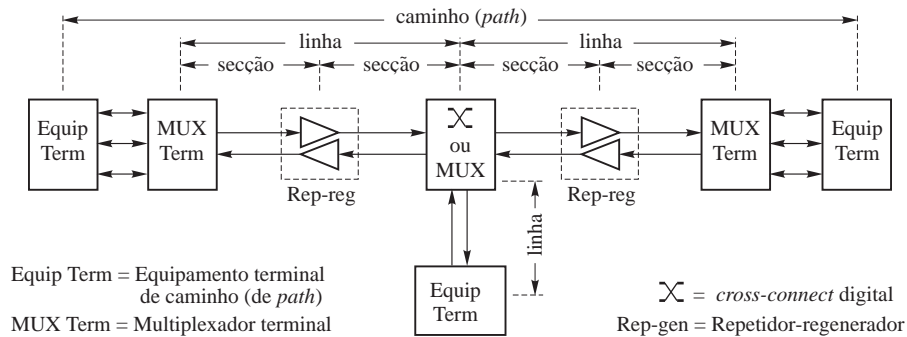 caminho (path)
linha linha
secção secção secção secção
Equip
Term
MUX
Term
Rep-reg
ou
MUX
Rep-reg
MUX
Term
Equip
Term
linha
Equip
Term
Equip Term = Equipamento terminal
de caminho (de path)
MUX Term = Multiplexador terminal
= cross-connect digital
Rep-gen = Repetidor-regenerador